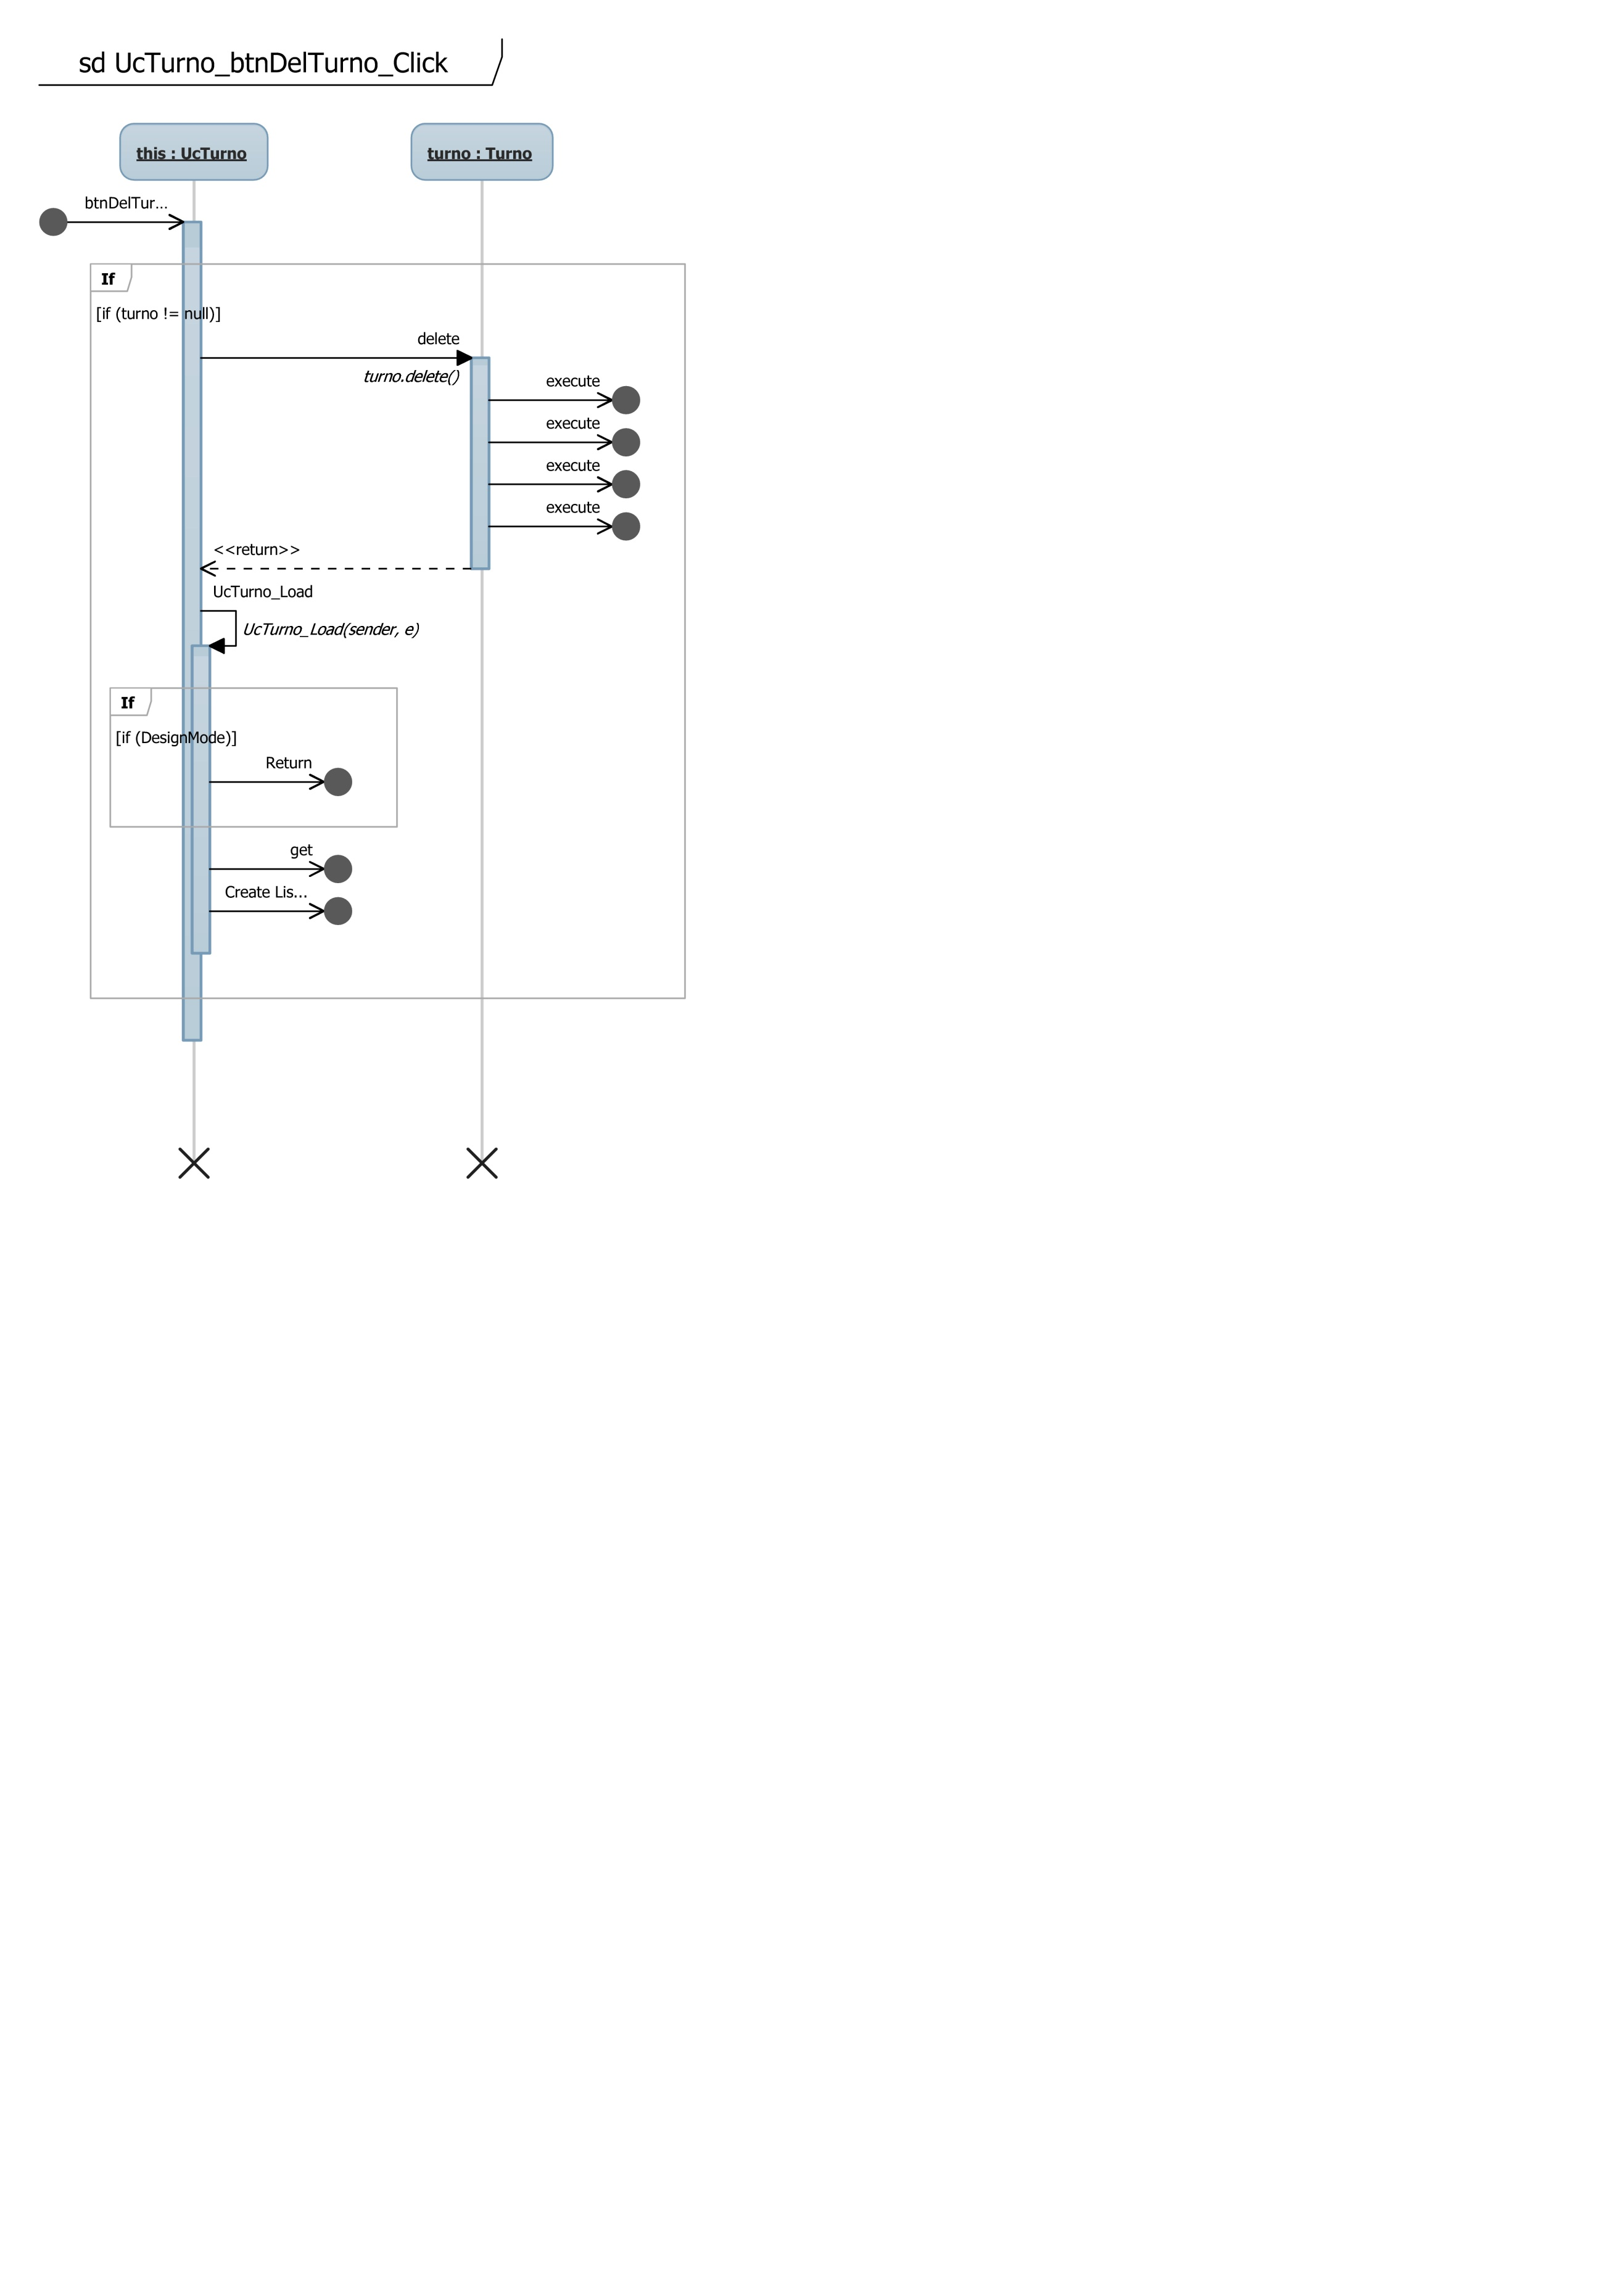 sd UcTurno_btnDelTurno_Click
this : UcTurno
turno : Turno
btnDelTur...
If
[if (turno != null)]
delete
turno.delete()
execute
execute
execute
execute
<<return>>
UcTurno_Load
UcTurno_Load(sender, e)
If
[if (DesignMode)]
Return
get
Create Lis...